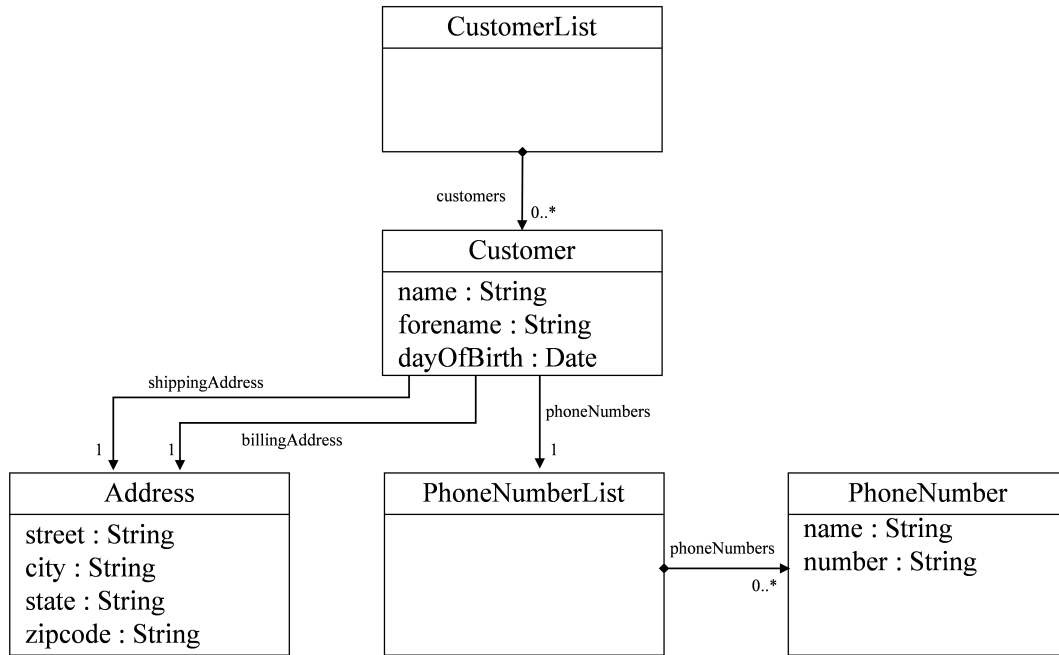 CustomerList
customers
0..*
Customer
name : String
forename : String
dayOfBirth : Date
shippingAddress
phoneNumbers
billingAddress
1
1
1
Address
street : String
city : String
state : String
zipcode : String
PhoneNumberList
phoneNumbers
0..*
PhoneNumber
name : String
number : String